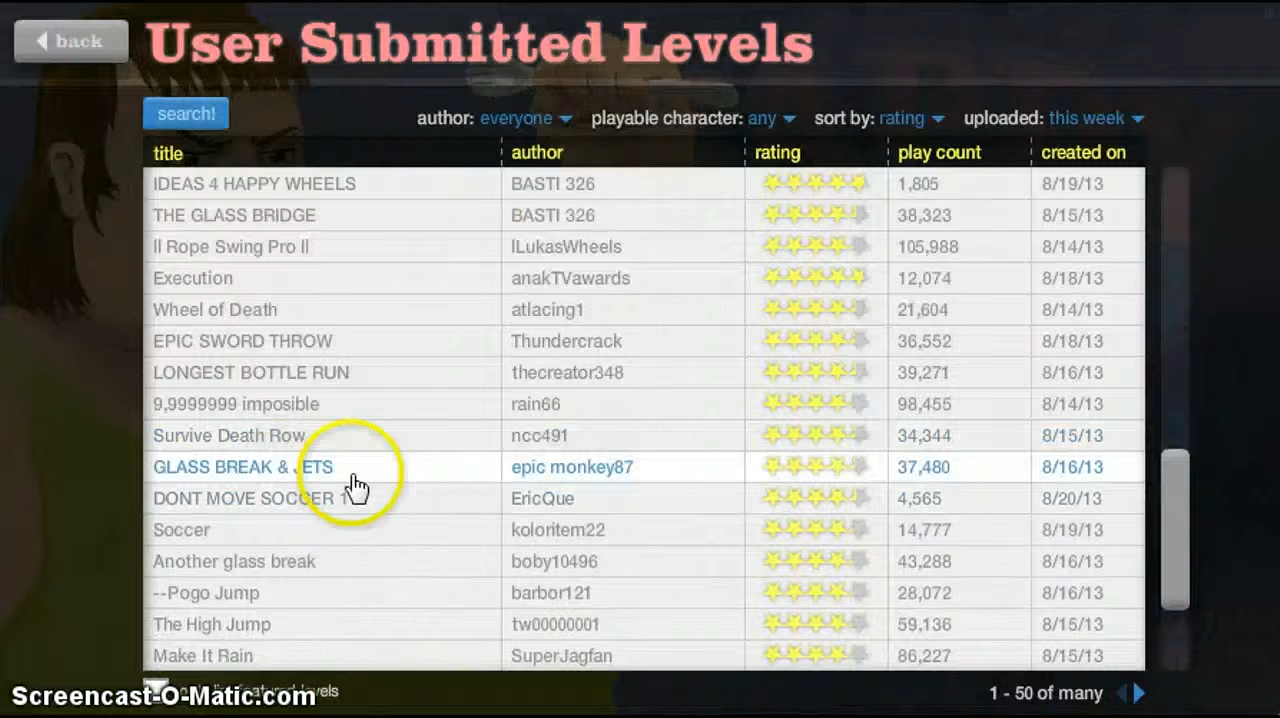 back
User Submitted Levels
search!
author: everyone playable character: any sort by: rating uploaded: this week
title author rating play count created on
IDEAS 4 HAPPY WHEELS BASTI 326 1,805 8/19/13
THE GLASS BRIDGE BASTI 326 38,323 8/15/13
ll Rope Swing Pro ll lLukasWheels 105,988 8/14/13
Execution anakTVawards 12,074 8/18/13
Wheel of Death atlacing1 21,604 8/14/13
EPIC SWORD THROW Thundercrack 36,552 8/18/13
LONGEST BOTTLE RUN thecreator348 39,271 8/16/13
9,9999999 imposible rain66 98,455 8/14/13
Survive Death Row ncc491 34,344 8/15/13
GLASS BREAK & JETS epic monkey87 37,480 8/16/13
DONT MOVE SOCCER EricQue 4,565 8/20/13
Soccer koloritem22 14,777 8/19/13
Another glass break boby10496 43,288 8/16/13
--Pogo Jump barbor121 28,072 8/16/13
The High Jump tw00000001 59,136 8/15/13
Make It Rain SuperJagfan 86,227 8/15/13
featured levels
1 - 50 of many
Screencast-O-Matic.com